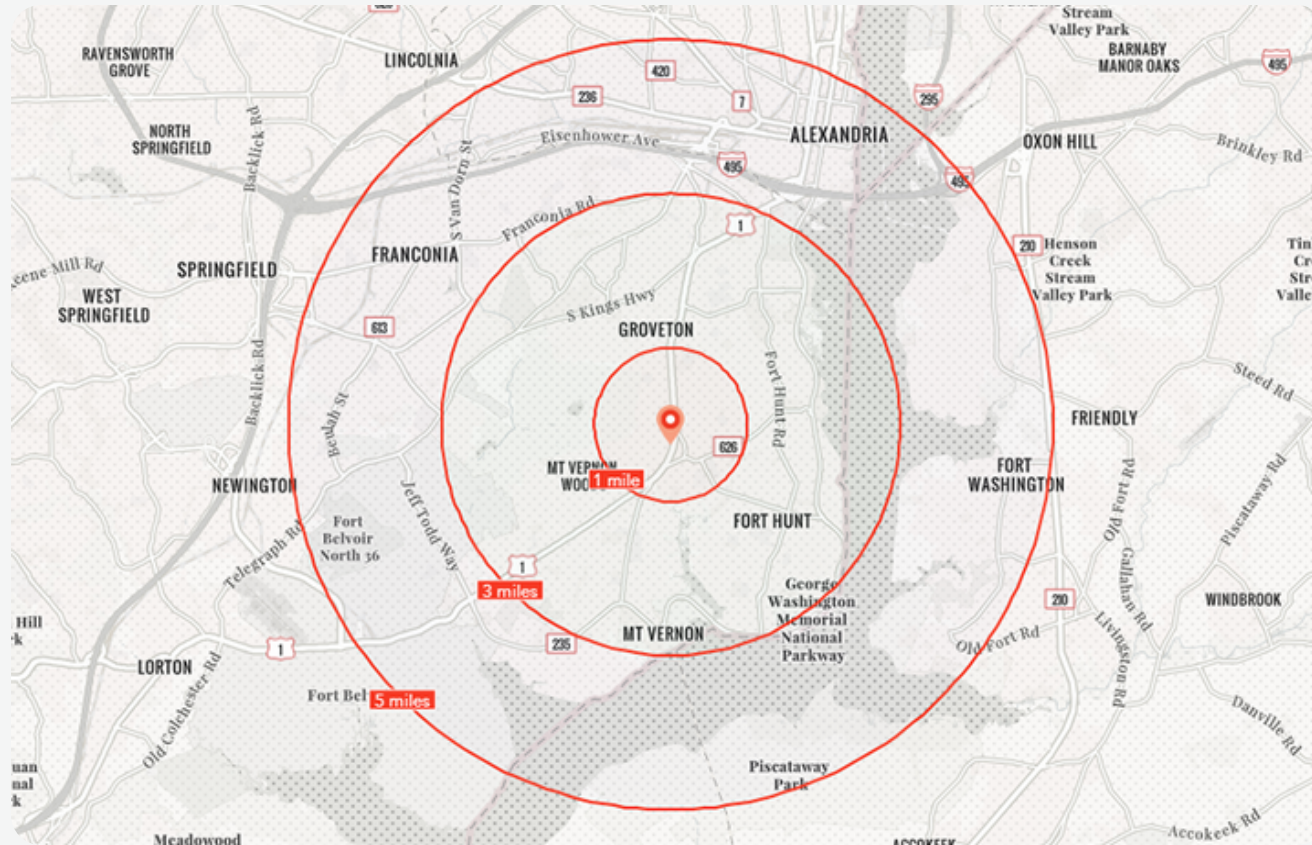 Stream
Valley Park
RAVENSWORTH
GROVE
LINCOLNIA
BARNABY
MANOR OAKS
495
420
236
7
295
NORTH
SPRINGFIELD
Backlick Rd
Eisenhower Ave
ALEXANDRIA
OXON HILL
Brinkley Rd
495
495
S Van Dorn St
Franconia Rd
1
FRANCONIA
210
Henson
Creek
Stream
Valley Park
SPRINGFIELD
WEST
SPRINGFIELD
S Kings Hwy
613
GROVETON
Backlick Rd
Fort Hunt Rd
Steed Rd
Beulah St
FRIENDLY
626
MT VERNON
1 mile
FORT
WASHINGTON
NEWINGTON
Jeff Todd Way
Old Fort Rd
Piscataway Rd
Fort
Belvoir
North 36
FORT HUNT
Telegraph Rd
1
3 miles
George
Washington
Memorial
National
Parkway
Callahan Rd
210
WINDBROOK
Hill
MT VERNON
235
Old Fort Rd
Livingston Rd
1
LORTON
Old Colchester Rd
Fort Bel
5 miles
Danville Rd
Piscataway
Park
Accokeek Rd
Meadowood
ACCOKEEK